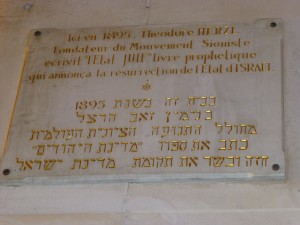 Ici en 1895 Theodore HERZL
Fondateur du Mouvement Sioniste
écrivit "l'Etat JUIF" livre prophétique
qui annonça la résurrection de l'Etat d'ISRAEL
בבית זה בשנת 1895
בנימין זאב הרצל
מחולל התנועה הציונית העולמית
כתב את ספרו "מדינת היהודים"
חזה ובשר את תקומת מדינת ישראל